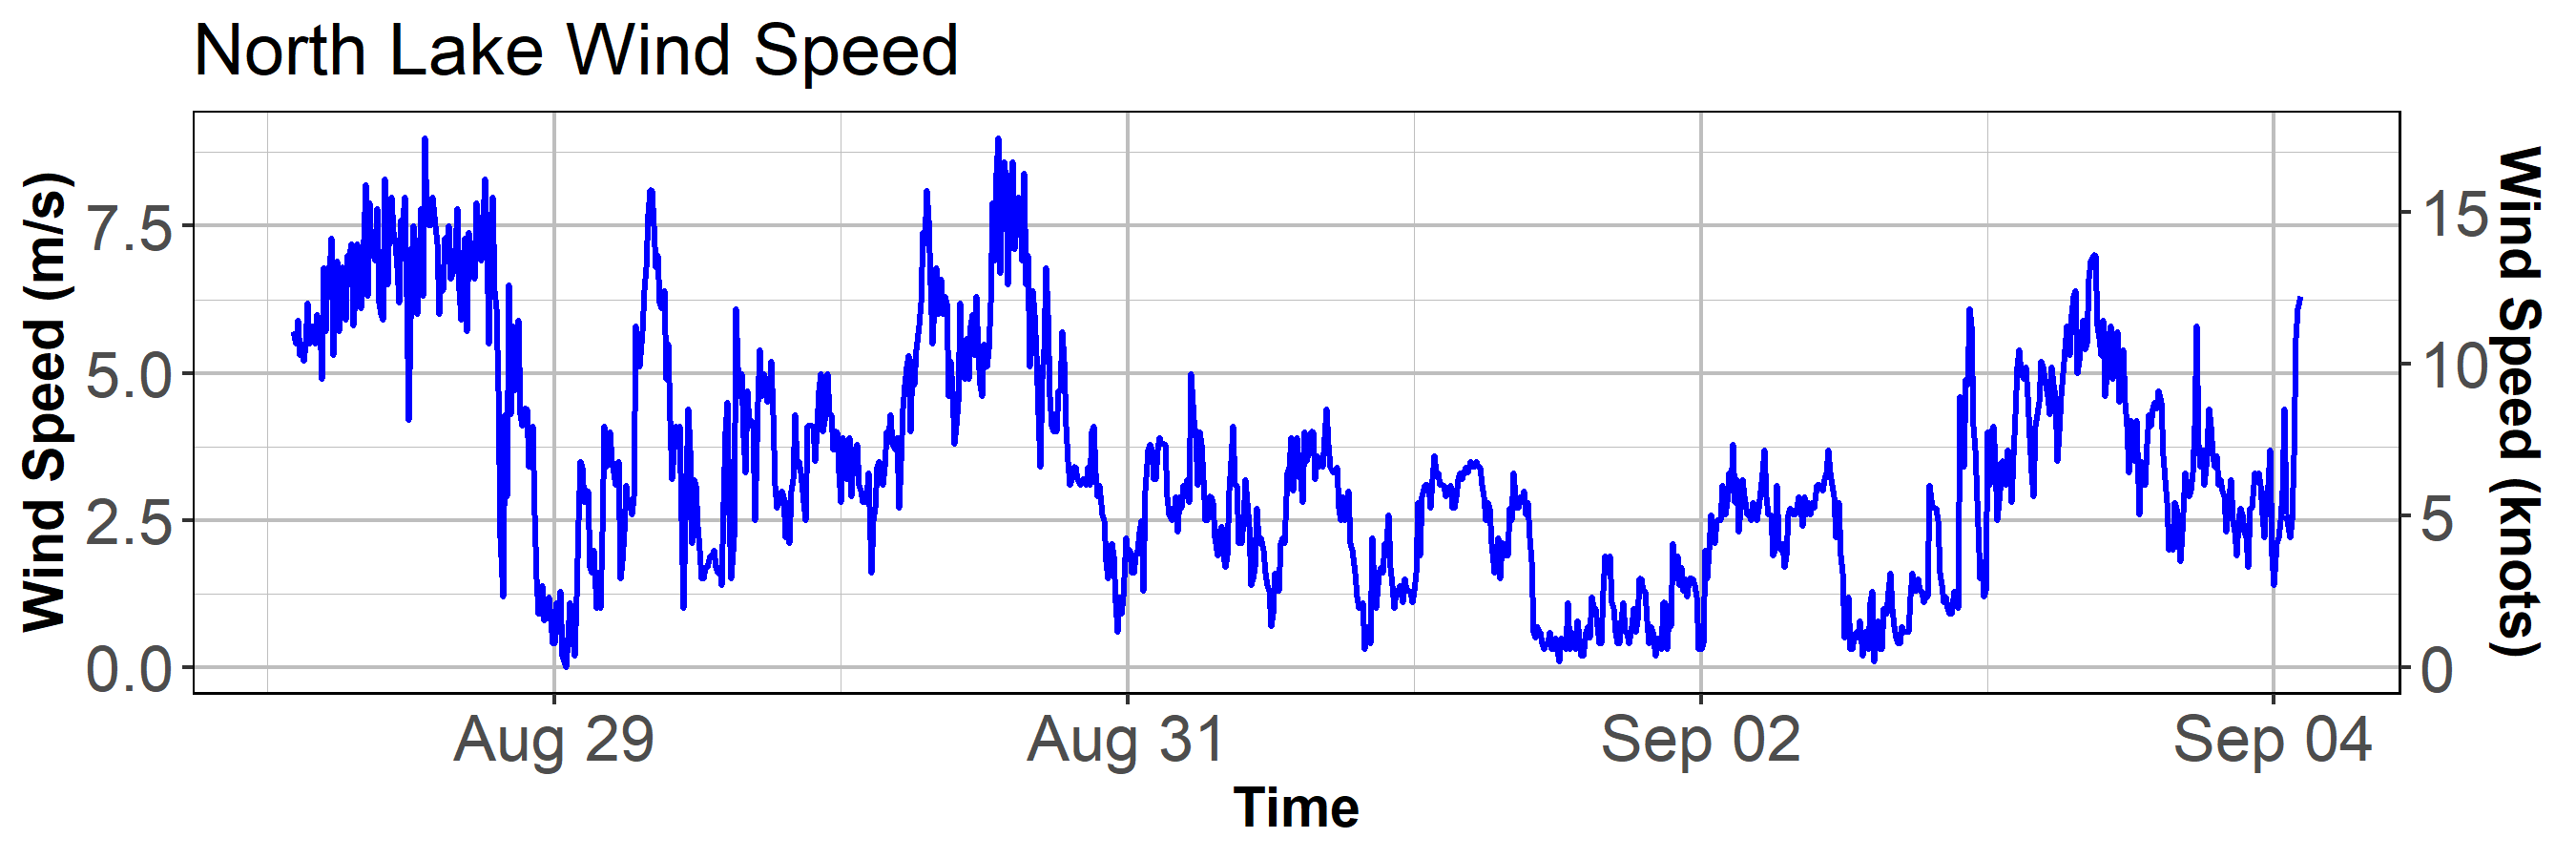 North Lake Wind Speed
Wind Speed (m/s)
7.5
5.0
2.5
0.0
15
10
5
0
Wind Speed (knots)
Aug 29
Aug 31
Sep 02
Sep 04
Time